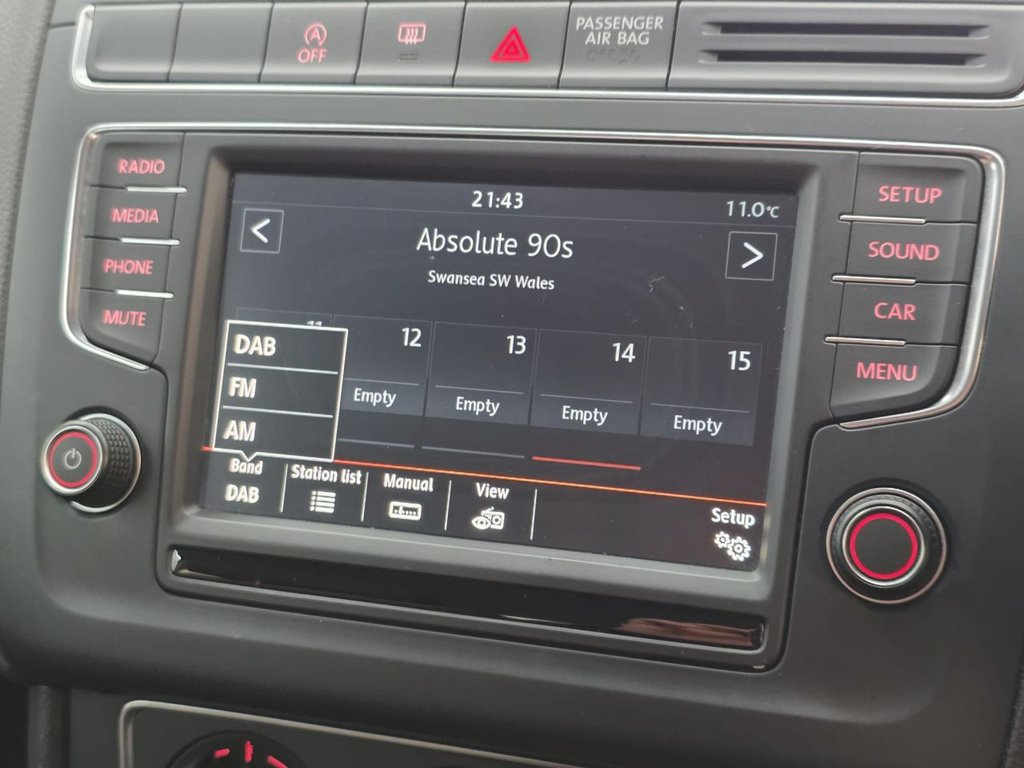 OFF
PASSENGER
AIR BAG
OFF
RADIO
MEDIA
PHONE
MUTE
21:43
11.0°C
<
Absolute 90s
>
Swansea SW Wales
11
12
13
14
15
Empty
Empty
Empty
Empty
DAB
FM
AM
Band
DAB
Station list
Manual
View
Setup
SETUP
SOUND
CAR
MENU